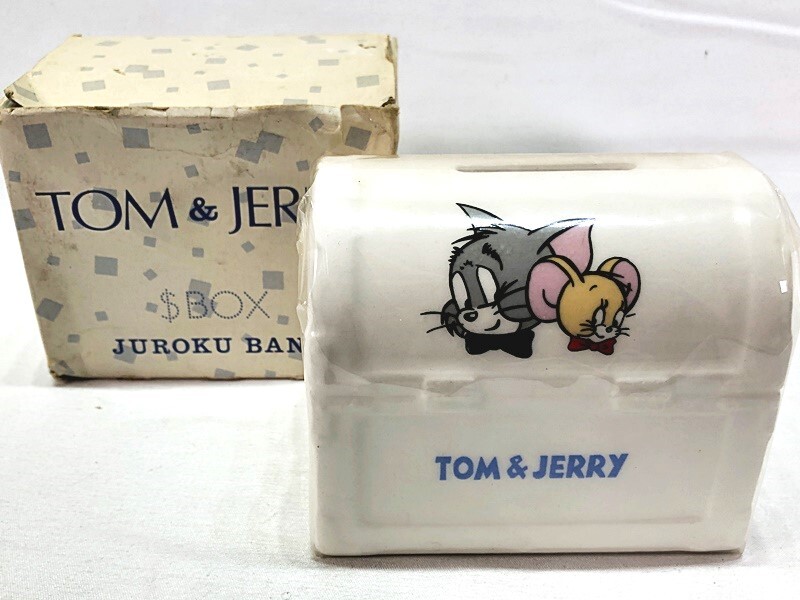 TOM & JER
$ BOX
JUROKU BAN
TOM & JERRY